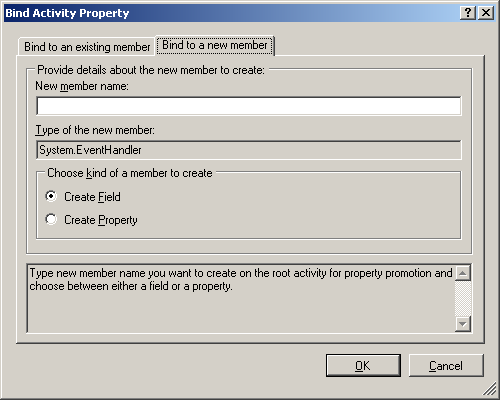 Bind Activity Property
Bind to an existing member
Bind to a new member
Provide details about the new member to create:
New member name:
Type of the new member:
System.EventHandler
Choose kind of a member to create
Create Field
Create Property
Type new member name you want to create on the root activity for property promotion and
choose between either a field or a property.
OK
Cancel